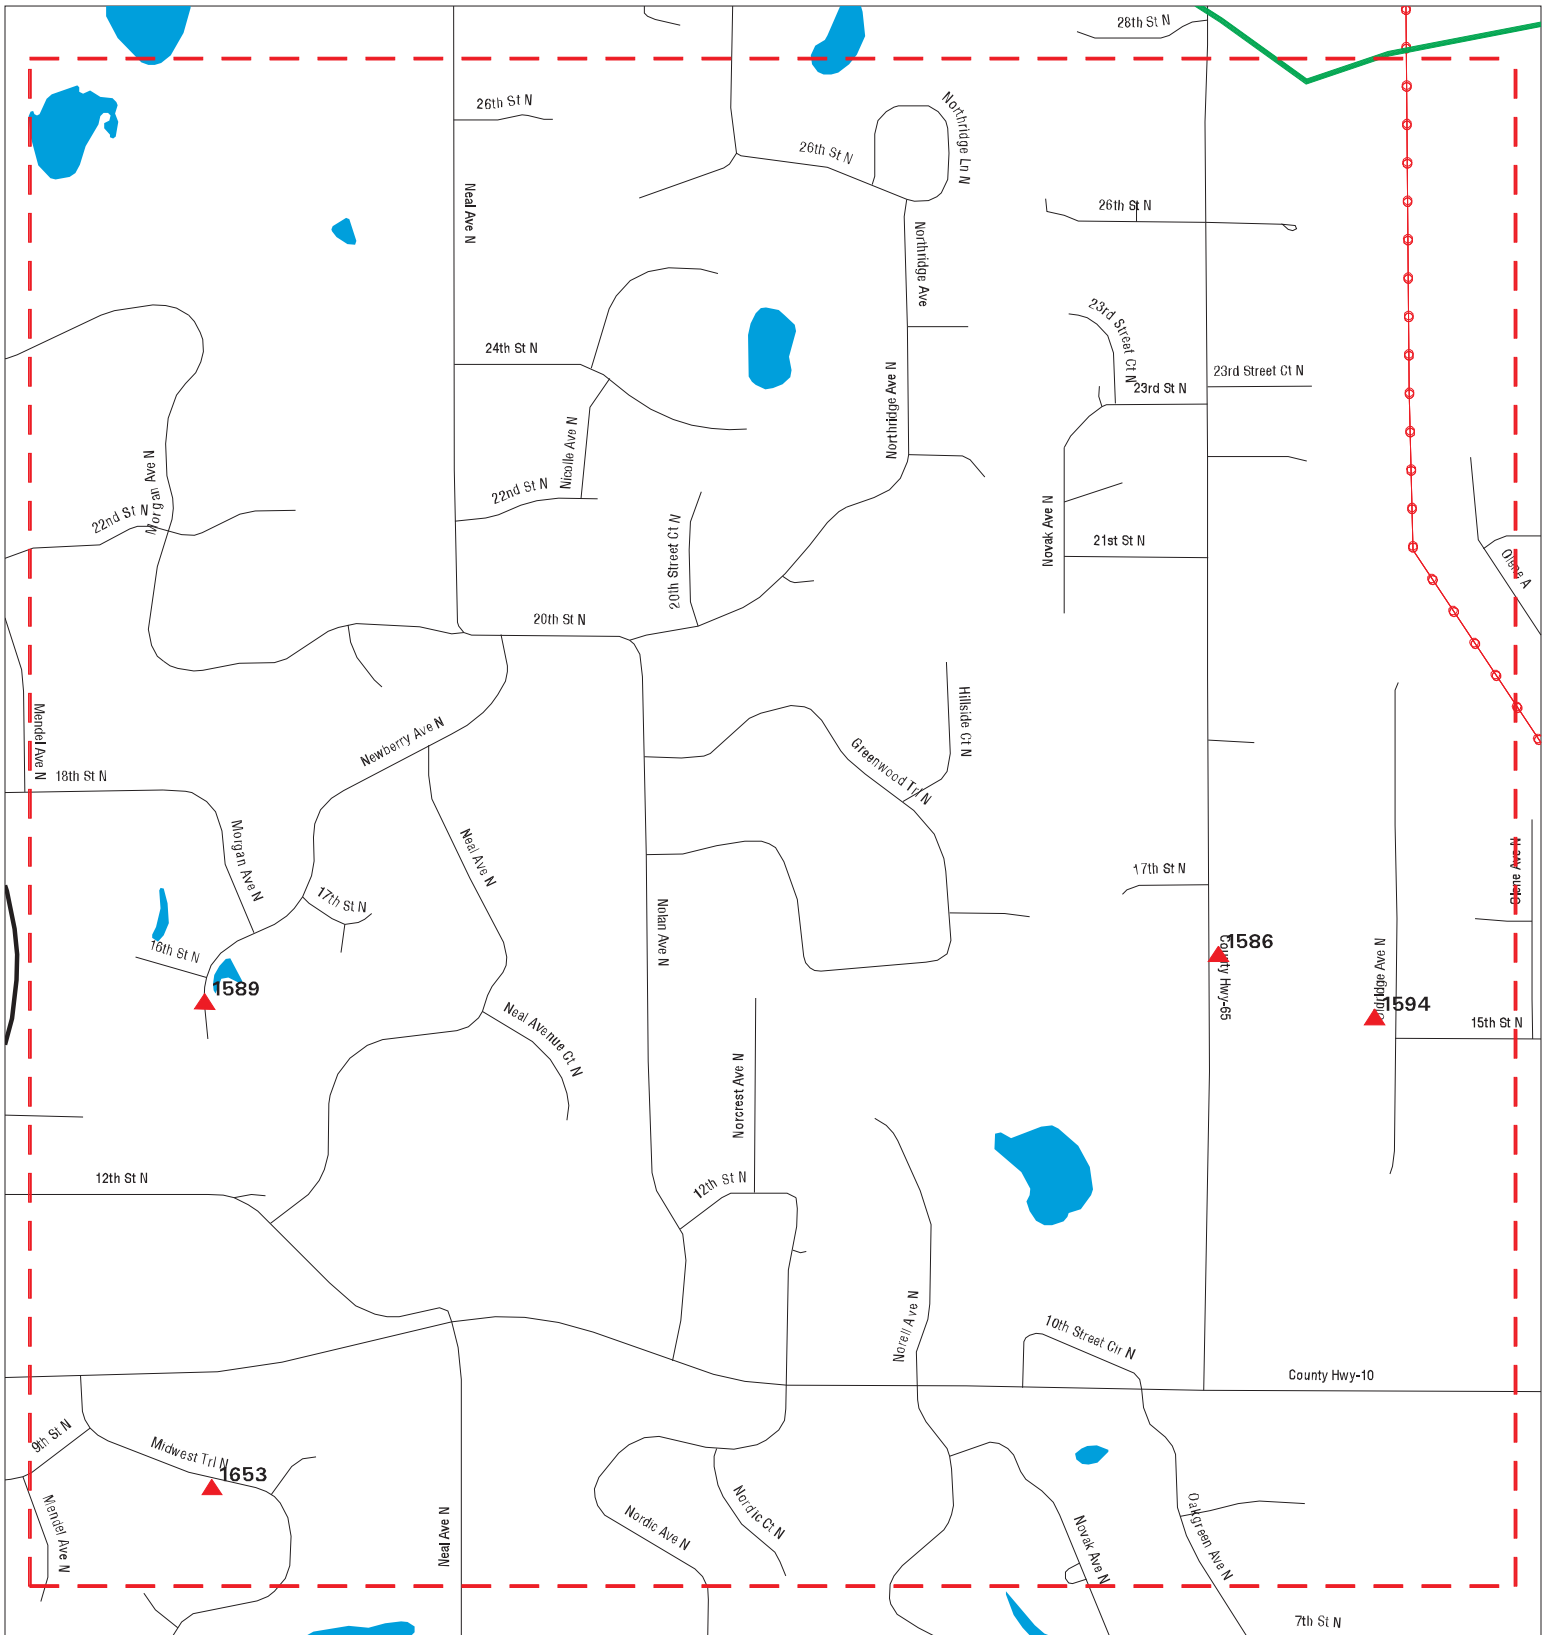 28th St N
26th St N
Northridge Ln N
26th St N
Neal Ave N
26th St N
Northridge Ave
23rd Street Ct N
24th St N
Northridge Ave N
23rd Street Ct N
23rd St N
Nicolle Ave N
Morgan Ave N
22nd St N
22nd St N
20th Street Ct N
Novak Ave N
21st St N
Olene A
20th St N
Mendel Ave N
Newberry Ave N
Hillside Ct N
Greenwood Trl N
18th St N
Morgan Ave N
Neal Ave N
17th St N
Olene Ave N
17th St N
Nolan Ave N
16th St N
1586
County Hwy-65
Oldridge Ave N
1589
1594
Neal Avenue Ct N
15th St N
Norcrest Ave N
12th St N
12th St N
Norell Ave N
10th Street Cir N
County Hwy-10
9th St N
Midwest Trl N
1653
Mendel Ave N
Neal Ave N
Nordic Ave N
Nordic Ct N
Novak Ave N
Oakgreen Ave N
7th St N